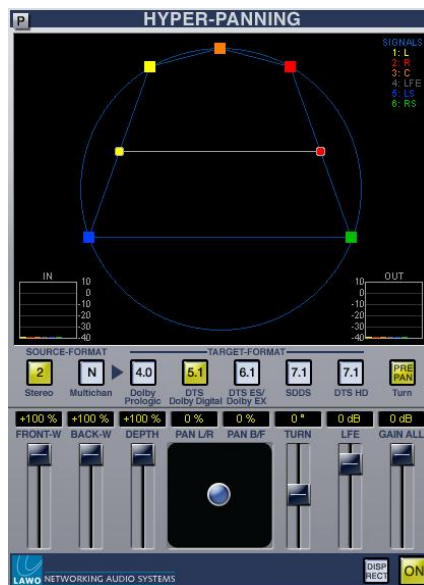 P HYPER-PANNING
SIGNALS
1: L
2: R
3: C
4: LFE
5: LS
6: RS
IN OUT
10 10
0 0
-10 -10
-20 -20
-30 -30
-40 -40
SOURCE-FORMAT TARGET-FORMAT
2 N 4.0 5.1 6.1 7.1 7.1 PRE PAN
Stereo Multichan Dolby Prologic DTS Dolby Digital DTS ES/ Dolby EX SDDS DTS HD Turn
+100 % +100 % +100 % 0 % 0 % 0 ° 0 dB 0 dB
FRONT-W BACK-W DEPTH PAN L/R PAN B/F TURN LFE GAIN ALL
LAWO NETWORKING AUDIO SYSTEMS DISP RECT ON